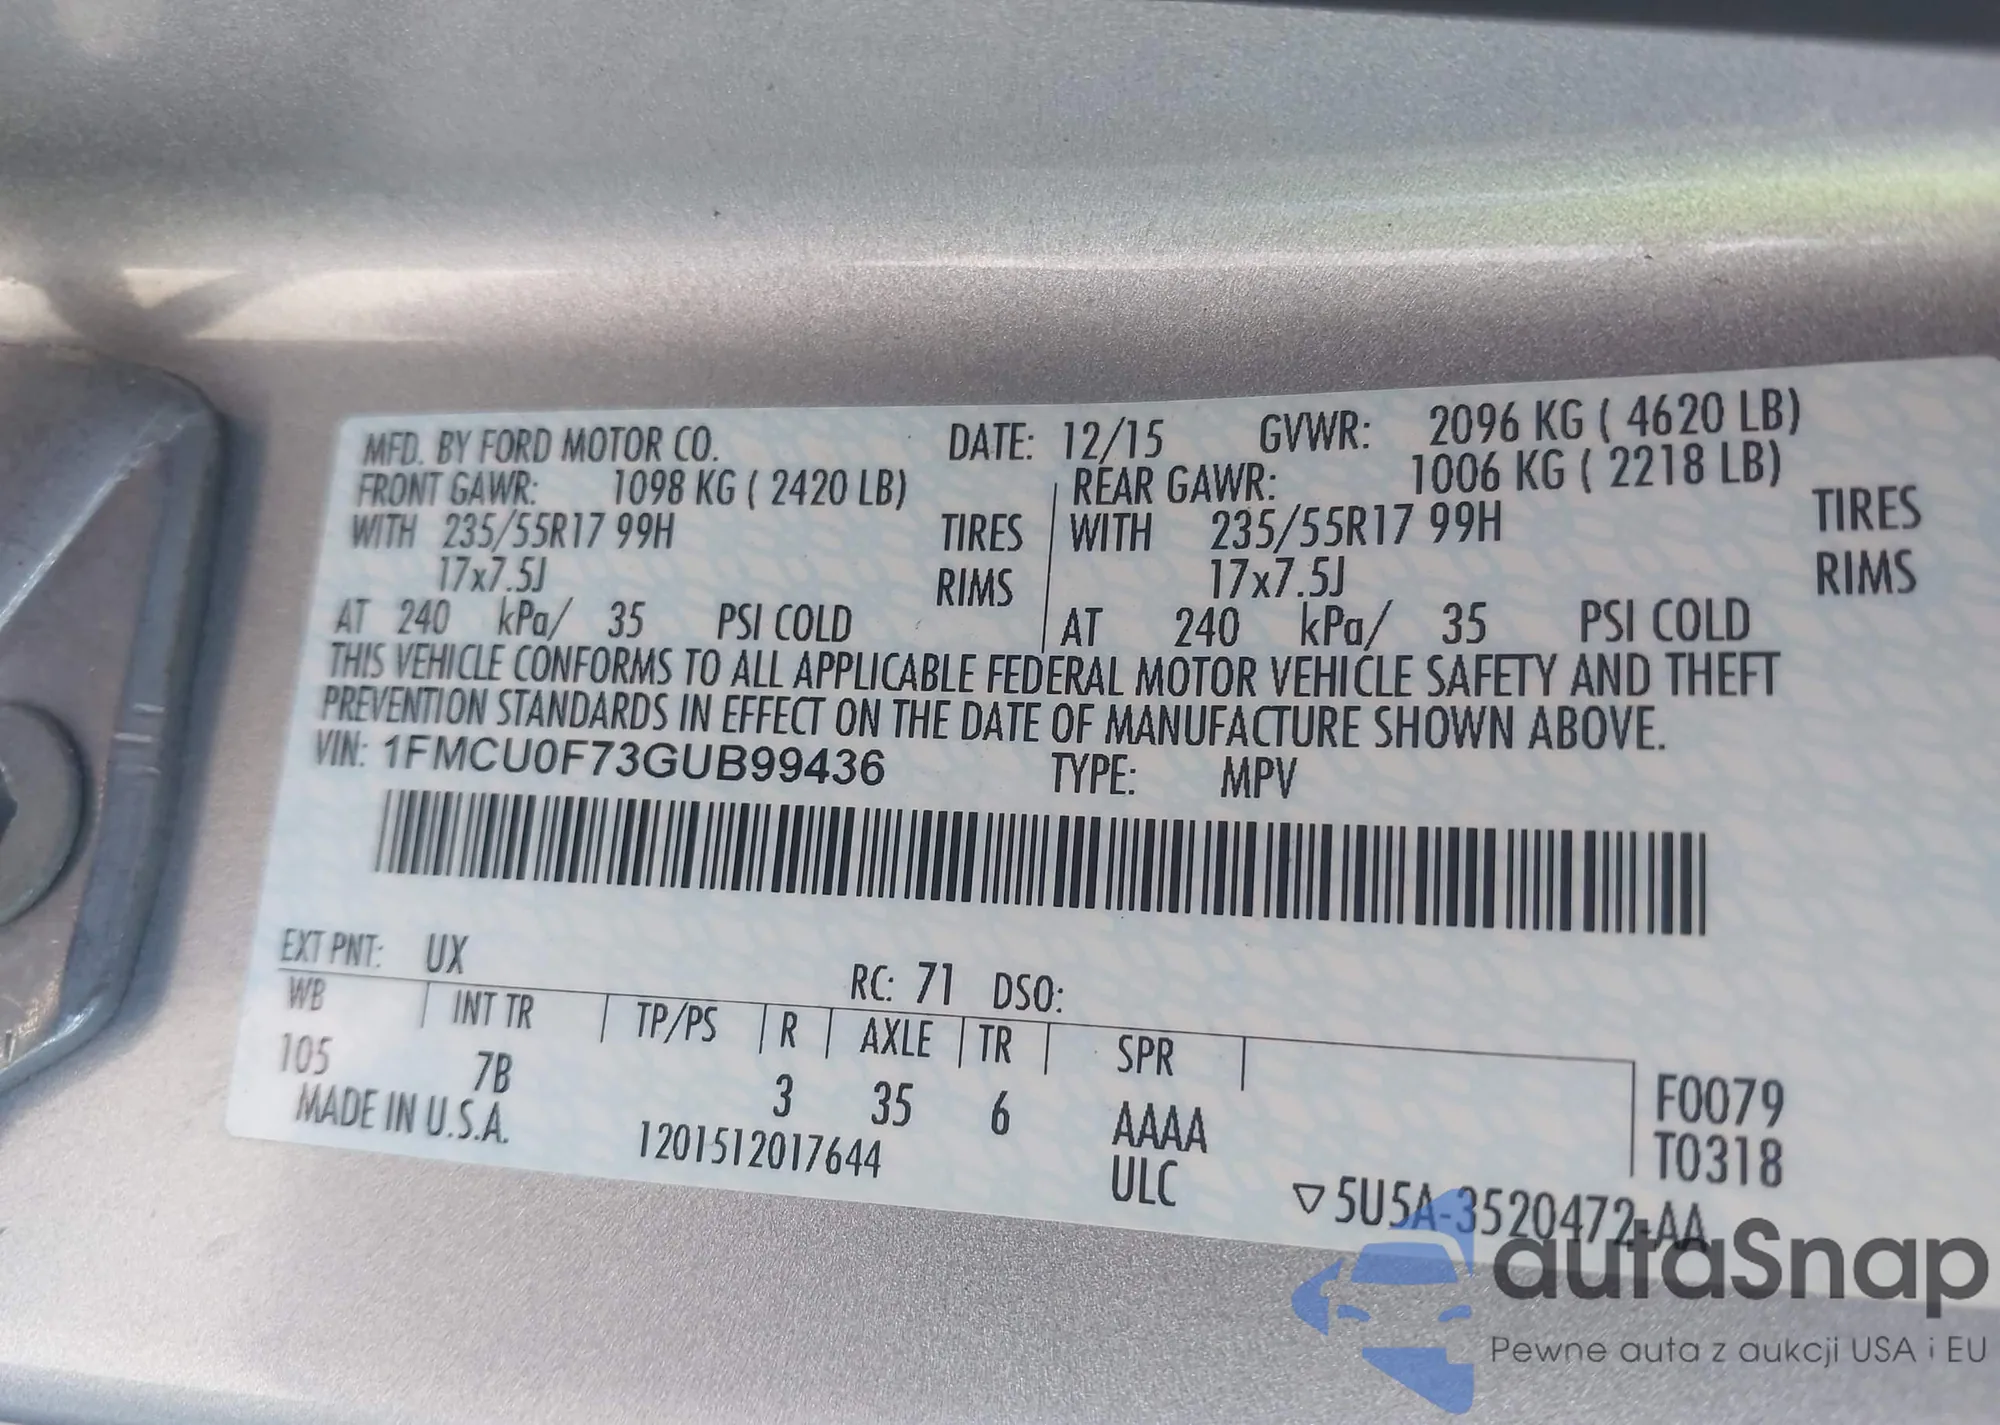 MFD. BY FORD MOTOR CO. DATE: 12/15 GVWR: 2096 KG ( 4620 LB)
FRONT GAWR: 1098 KG ( 2420 LB) REAR GAWR: 1006 KG ( 2218 LB)
WITH 235/55R17 99H TIRES WITH 235/55R17 99H TIRES
17x7.5J RIMS 17x7.5J RIMS
AT 240 kPa/ 35 PSI COLD AT 240 kPa/ 35 PSI COLD
THIS VEHICLE CONFORMS TO ALL APPLICABLE FEDERAL MOTOR VEHICLE SAFETY AND THEFT
PREVENTION STANDARDS IN EFFECT ON THE DATE OF MANUFACTURE SHOWN ABOVE.
VIN: 1FMCU0F73GUB99436 TYPE: MPV
EXT PNT: UX RC: 71 DSO:
WB INT TR TP/PS R AXLE TR SPR
105 7B 3 35 6 AAAA F0079
MADE IN U.S.A. 1201512017644 ULC T0318
▽5U5A-3520472-AA
autaSnap
Pewne auta z aukcji USA i EU